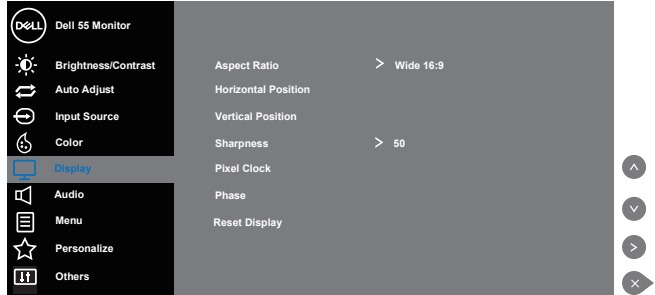 DELL Dell 55 Monitor
Brightness/Contrast
Auto Adjust
Input Source
Color
Display
Audio
Menu
Personalize
Others
Aspect Ratio > Wide 16:9
Horizontal Position
Vertical Position
Sharpness > 50
Pixel Clock
Phase
Reset Display